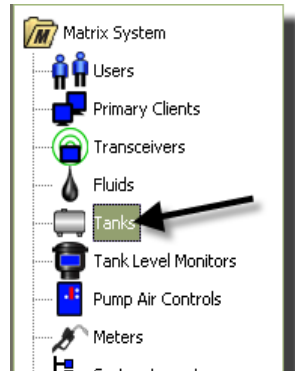 Matrix System
Users
Primary Clients
Transceivers
Fluids
Tanks
Tank Level Monitors
Pump Air Controls
Meters